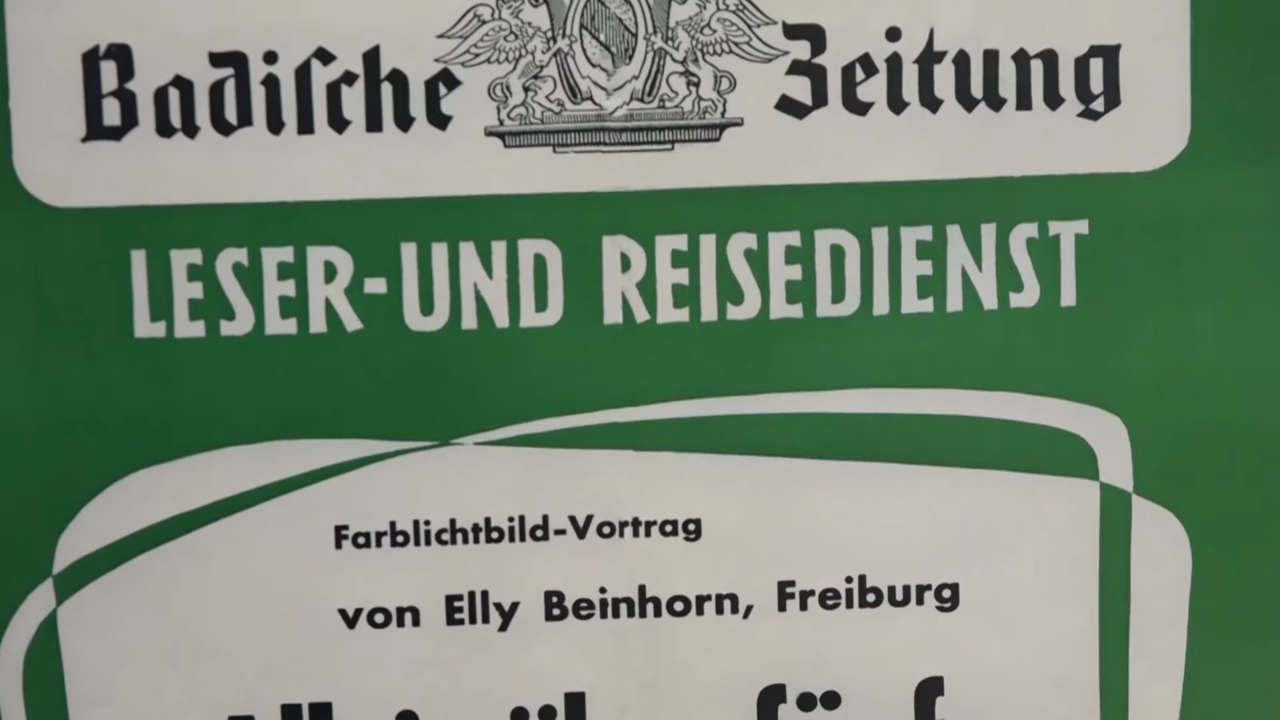 Badische Zeitung
LESER-UND REISEDIENST
Farblichtbild-Vortrag
von Elly Beinhorn, Freiburg